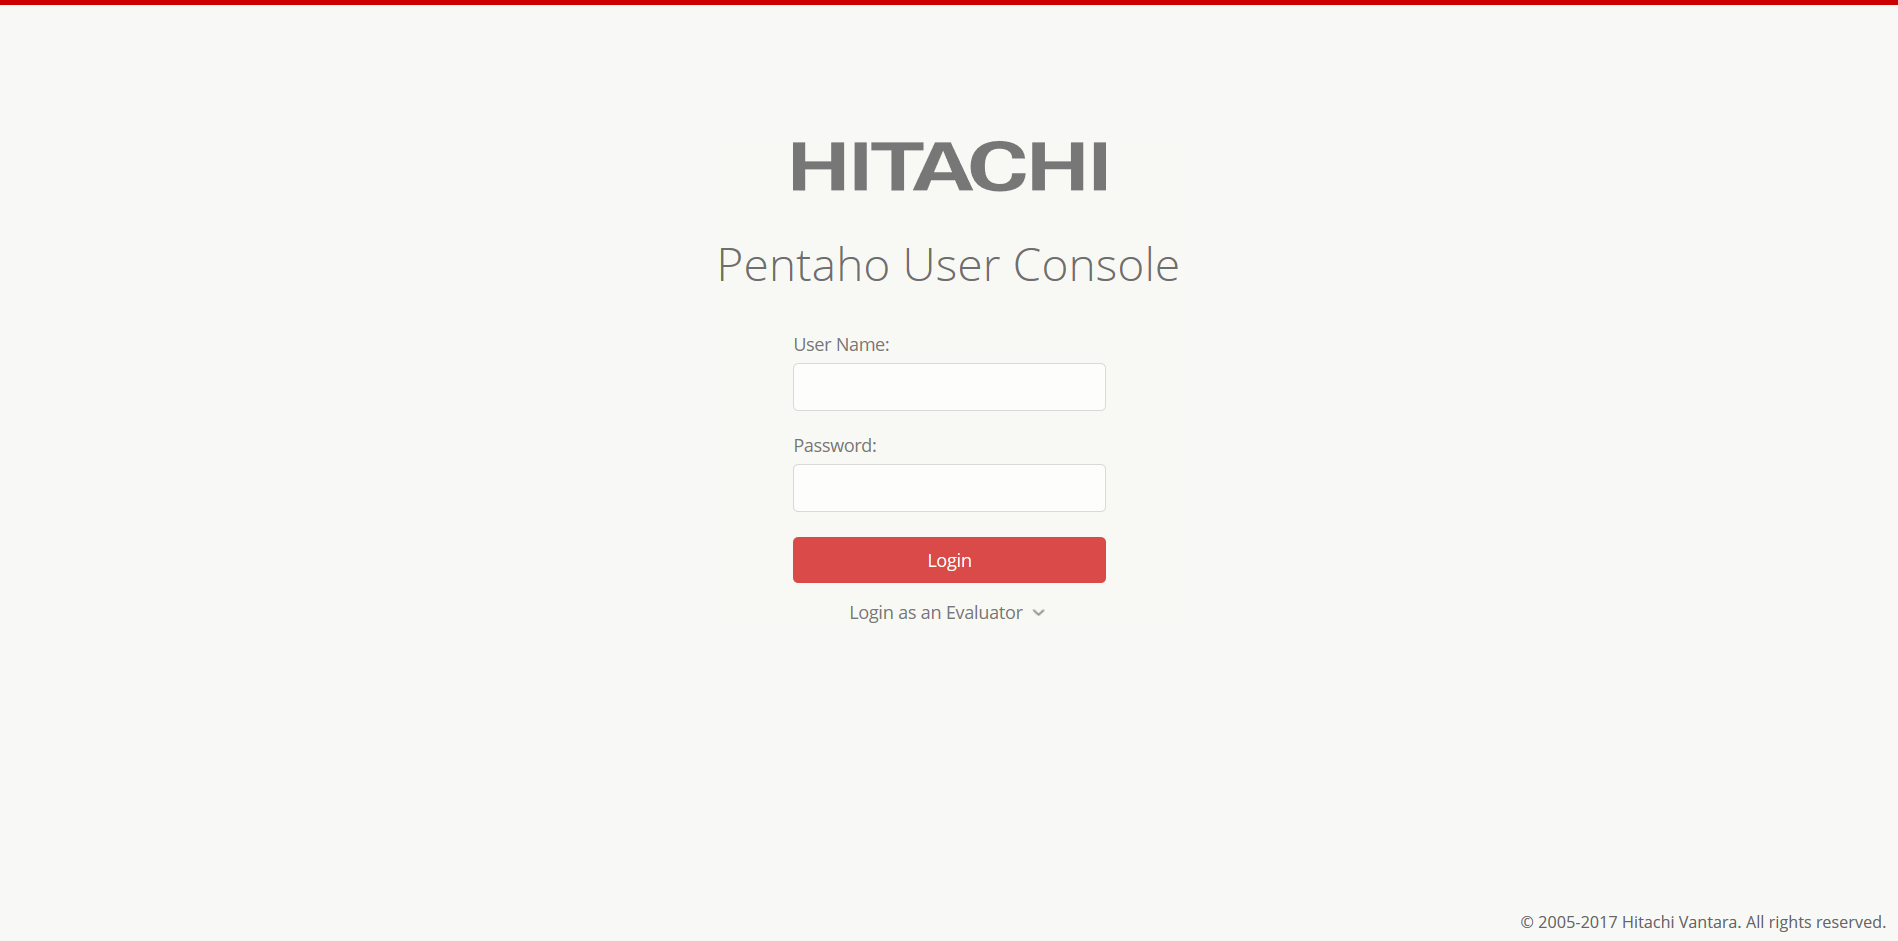 HITACHI
Pentaho User Console
User Name:
Password:
Login
Login as an Evaluator
© 2005-2017 Hitachi Vantara. All rights reserved.